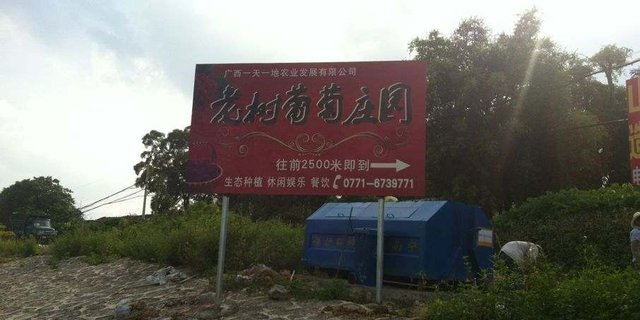 广西一天一地农业发展有限公司
老树葡萄庄园
往前2500米即到
生态种植 休闲娱乐 餐饮 0771-6739771